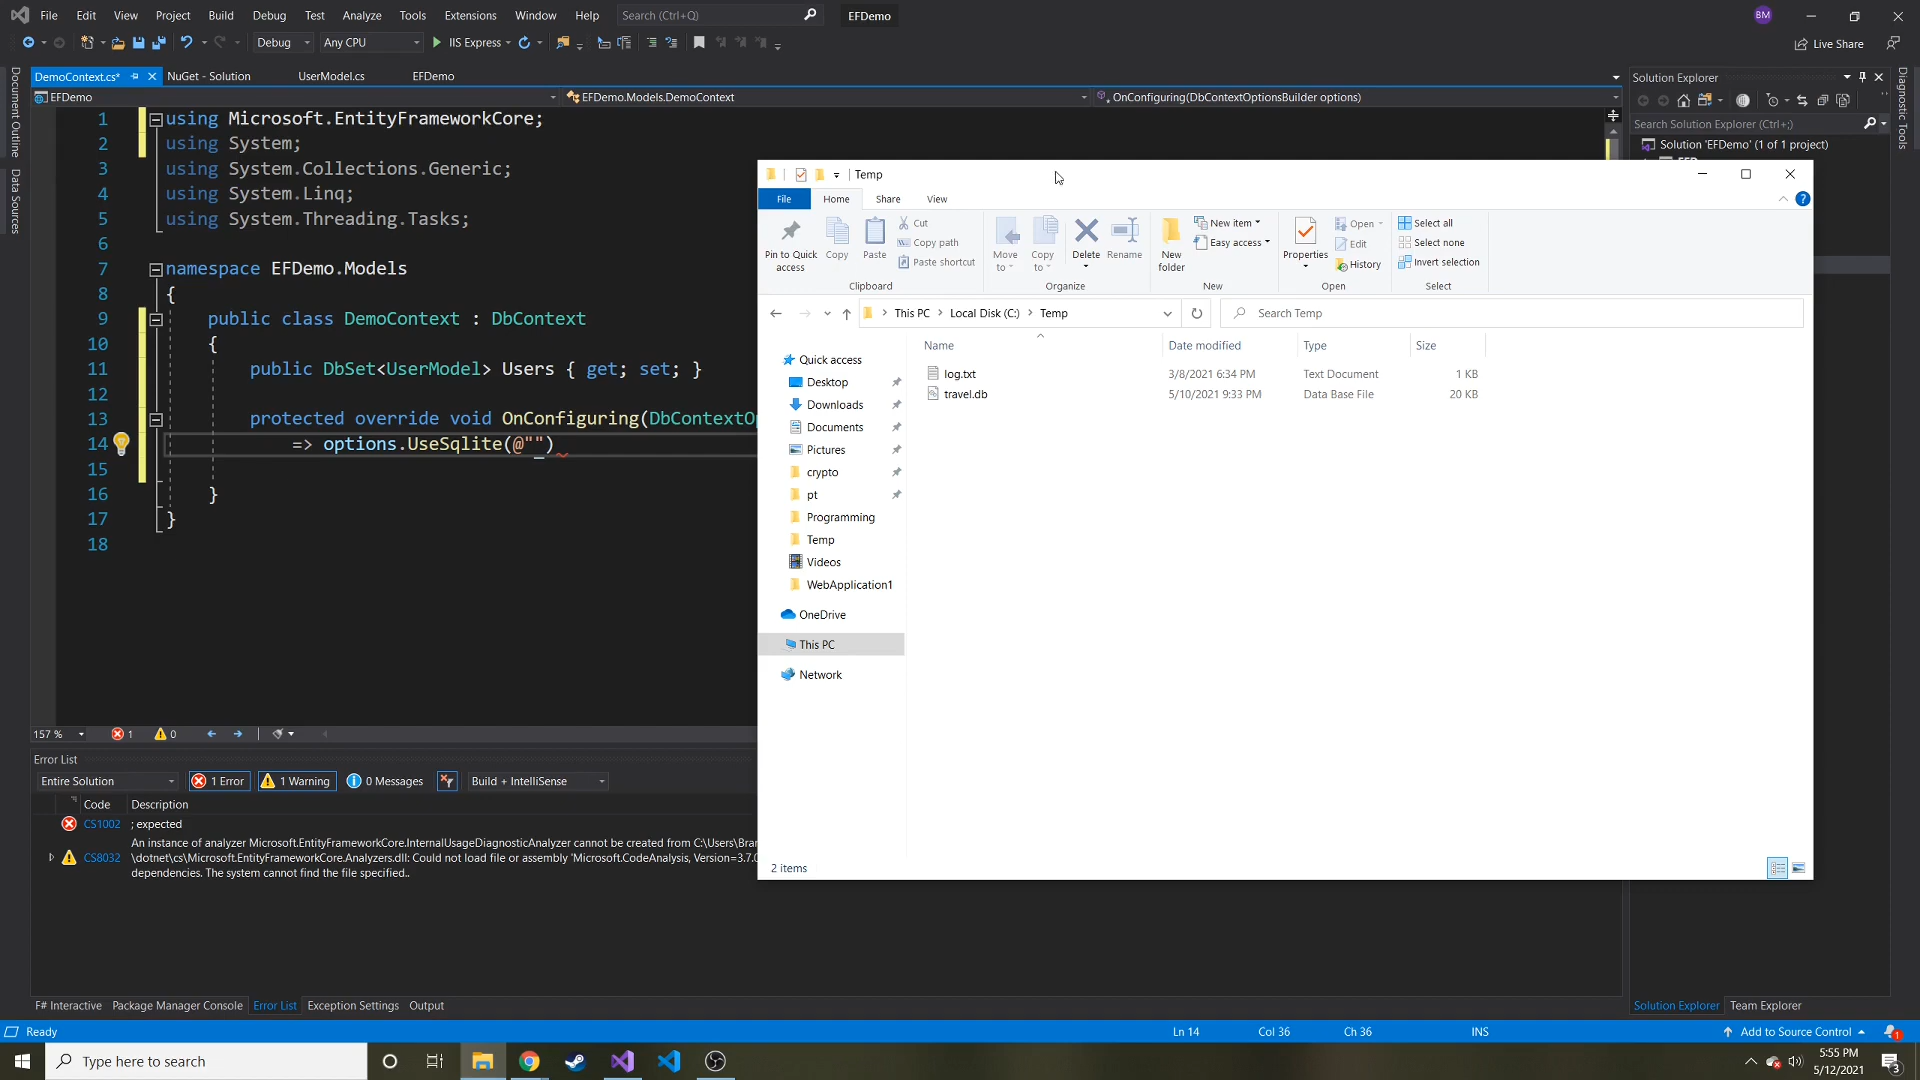 File Edit View Project Build Debug Test Analyze Tools Extensions Window Help Search (Ctrl+Q) EFDemo BM
Debug Any CPU IIS Express Live Share
DemoContext.cs* NuGet - Solution UserModel.cs EFDemo
EFDemo EFDemo.Models.DemoContext OnConfiguring(DbContextOptionsBuilder options)
Document Outline
Data Sources
1 using Microsoft.EntityFrameworkCore;
2 using System;
3 using System.Collections.Generic;
4 using System.Linq;
5 using System.Threading.Tasks;
6
7 namespace EFDemo.Models
8 {
9 public class DemoContext : DbContext
10 {
11 public DbSet<UserModel> Users { get; set; }
12
13 protected override void OnConfiguring(DbContextOp
14 => options.UseSqlite(@"")
15
16 }
17 }
18
157 % 1 0
Error List
Entire Solution 1 Error 1 Warning 0 Messages Build + IntelliSense
Code Description
CS1002 ; expected
An instance of analyzer Microsoft.EntityFrameworkCore.InternalUsageDiagnosticAnalyzer cannot be created from C:\Users\Bra
CS8032 \dotnet\cs\Microsoft.EntityFrameworkCore.Analyzers.dll: Could not load file or assembly 'Microsoft.CodeAnalysis, Version=3.7.0
dependencies. The system cannot find the file specified..
F# Interactive Package Manager Console Error List Exception Settings Output
Temp
File Home Share View
Pin to Quick access Copy Paste Cut Copy path Paste shortcut
Clipboard
Move to Copy to Delete Rename
Organize
New folder New item Easy access
New
Properties Open Edit History
Open
Select all Select none Invert selection
Select
This PC Local Disk (C:) Temp Search Temp
Name Date modified Type Size
log.txt 3/8/2021 6:34 PM Text Document 1 KB
travel.db 5/10/2021 9:33 PM Data Base File 20 KB
Quick access
Desktop
Downloads
Documents
Pictures
crypto
pt
Programming
Temp
Videos
WebApplication1
OneDrive
This PC
Network
2 items
Solution Explorer
Search Solution Explorer (Ctrl+;)
Solution 'EFDemo' (1 of 1 project)
Solution Explorer Team Explorer
Diagnostic Tools
Ready Ln 14 Col 36 Ch 36 INS Add to Source Control 1
Type here to search 5:55 PM
5/12/2021 3